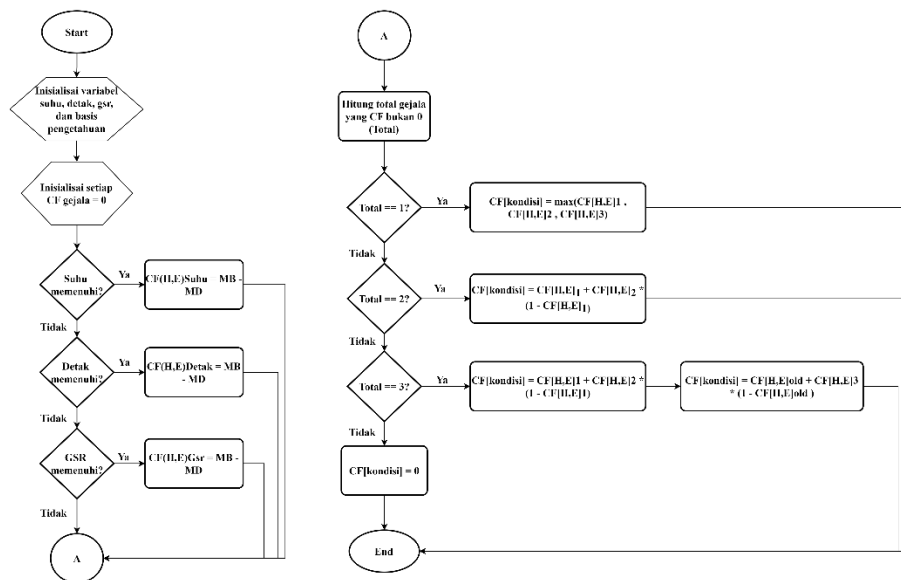 Start
Inisialisai variabel
suhu, detak, gsr,
dan basis
pengetahuan
Inisialisai setiap
CF gejala = 0
Suhu
memenuhi?
Ya
CF(H,E)Suhu MB -
MD
Tidak
Detak
memenuhi?
Ya
CF(H,E)Detak = MB
- MD
Tidak
GSR
memenuhi?
Ya
CF(H,E)Gsr = MB -
MD
Tidak
A
A
Hitung total gejala
yang CF bukan 0
(Total)
Total == 1?
Ya
CF[kondisi] = max(CF[H,E]1 ,
CF[H,E]2 , CF[H,E]3)
Tidak
Total == 2?
Ya
CF[kondisi] = CF[H,E]1 + CF[H,E]2 *
(1 - CF[H,E]1)
Tidak
Total == 3?
Ya
CF[kondisi] = CF[H,E]1 + CF[H,E]2 *
(1 - CF[H,E]1)
CF[kondisi] = CF[H,E]old + CF[H,E]3
* (1 - CF[H,E]old )
Tidak
CF[kondisi] = 0
End